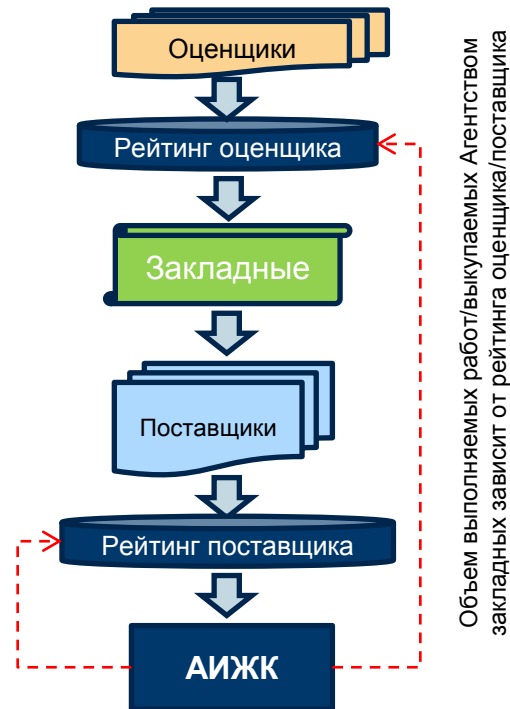 Оценщики
Рейтинг оценщика
Закладные
Поставщики
Рейтинг поставщика
АИЖК
Объем выполняемых работ/выкупаемых Агентством
закладных зависит от рейтинга оценщика/поставщика